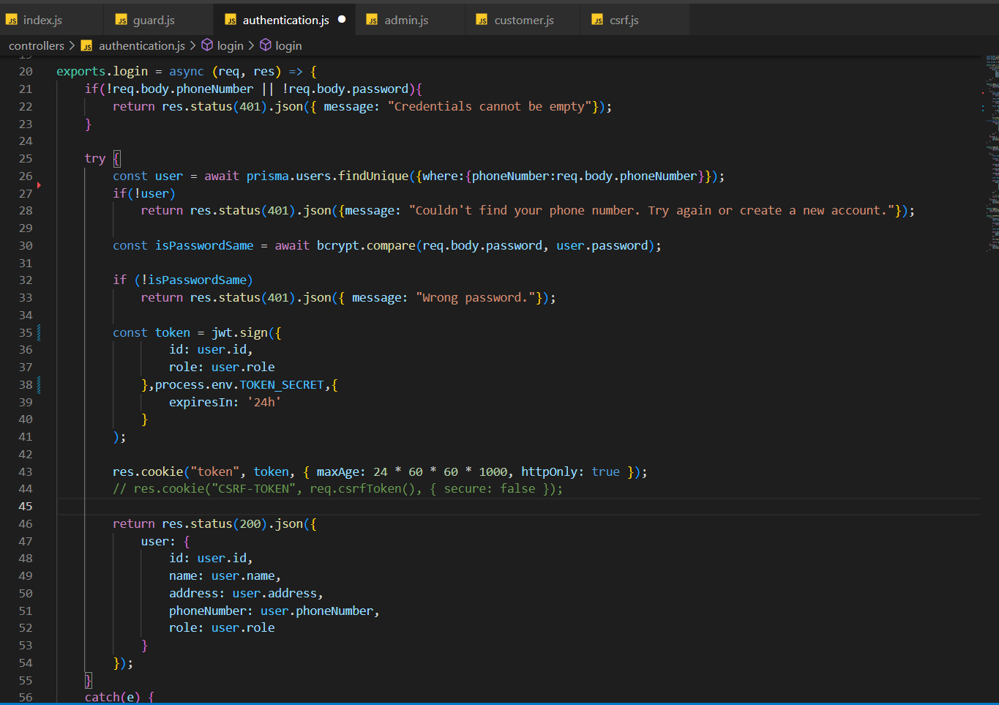 JS index.js JS guard.js JS authentication.js JS admin.js JS customer.js JS csrf.js
controllers > JS authentication.js > login > login
19
20 exports.login = async (req, res) => {
21 if(!req.body.phoneNumber || !req.body.password){
22 return res.status(401).json({ message: "Credentials cannot be empty"});
23 }
24
25 try {
26 const user = await prisma.users.findUnique({where:{phoneNumber:req.body.phoneNumber}});
27 if(!user)
28 return res.status(401).json({message: "Couldn't find your phone number. Try again or create a new account."});
29
30 const isPasswordSame = await bcrypt.compare(req.body.password, user.password);
31
32 if (!isPasswordSame)
33 return res.status(401).json({ message: "Wrong password."});
34
35 const token = jwt.sign({
36 id: user.id,
37 role: user.role
38 },process.env.TOKEN_SECRET,{
39 expiresIn: '24h'
40 }
41 );
42
43 res.cookie("token", token, { maxAge: 24 * 60 * 60 * 1000, httpOnly: true });
44 // res.cookie("CSRF-TOKEN", req.csrfToken(), { secure: false });
45
46 return res.status(200).json({
47 user: {
48 id: user.id,
49 name: user.name,
50 address: user.address,
51 phoneNumber: user.phoneNumber,
52 role: user.role
53 }
54 });
55 }
56 catch(e) {